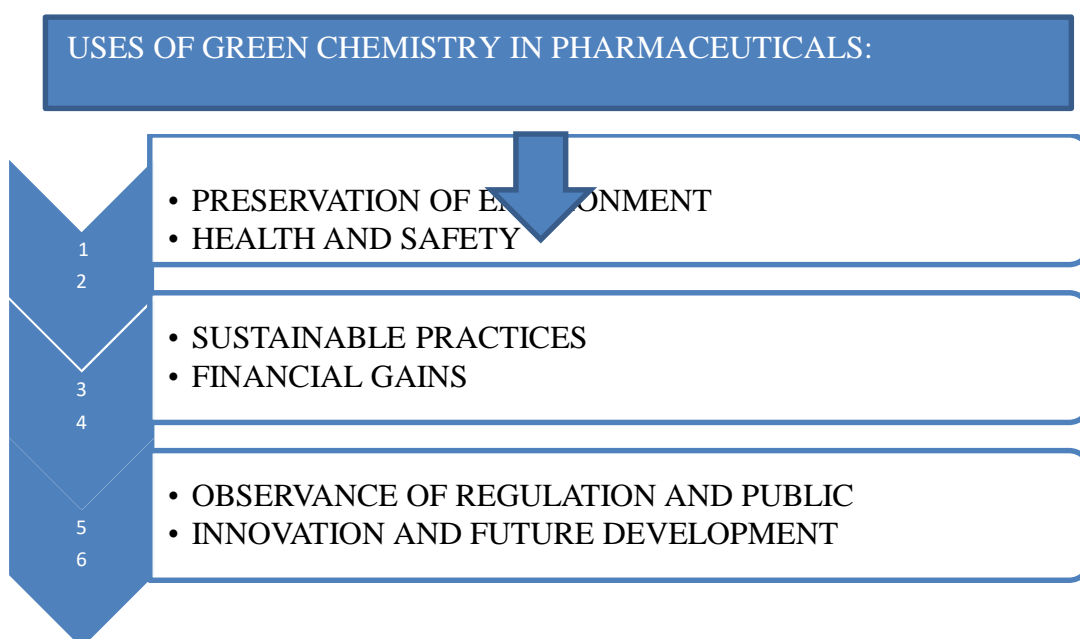 USES OF GREEN CHEMISTRY IN PHARMACEUTICALS:
1
2
• PRESERVATION OF ENVIRONMENT
• HEALTH AND SAFETY
3
4
• SUSTAINABLE PRACTICES
• FINANCIAL GAINS
5
6
• OBSERVANCE OF REGULATION AND PUBLIC
• INNOVATION AND FUTURE DEVELOPMENT